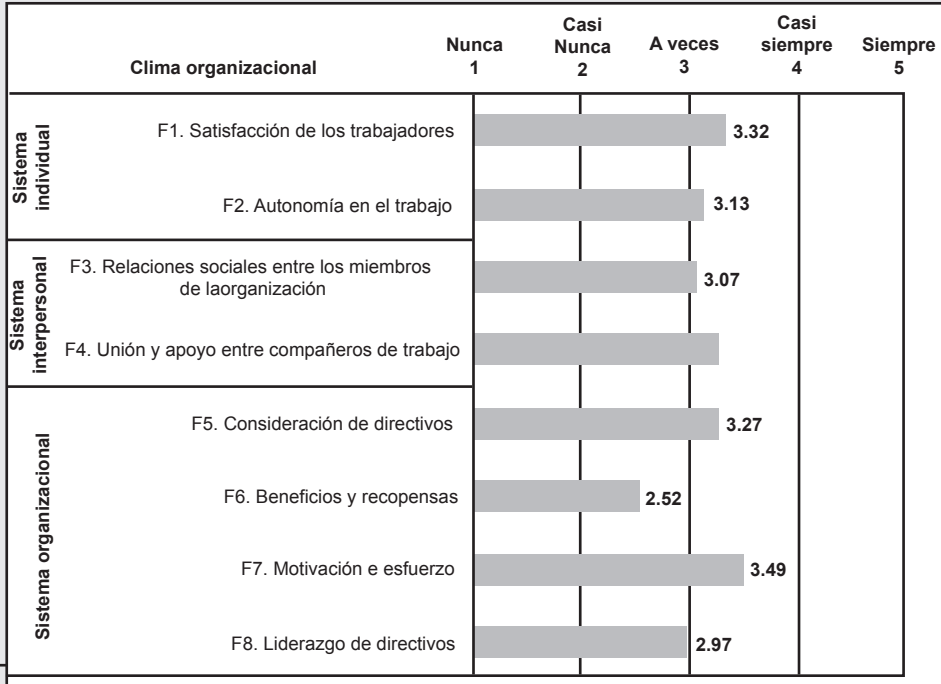 Clima organizacional
Nunca
1
Casi
Nunca
2
A veces
3
Casi
siempre
4
Siempre
5
Sistema
individual
F1. Satisfacción de los trabajadores
3.32
F2. Autonomía en el trabajo
3.13
Sistema
interpersonal
F3. Relaciones sociales entre los miembros
de laorganización
3.07
F4. Unión y apoyo entre compañeros de trabajo
Sistema organizacional
F5. Consideración de directivos
3.27
F6. Beneficios y recopensas
2.52
F7. Motivación e esfuerzo
3.49
F8. Liderazgo de directivos
2.97